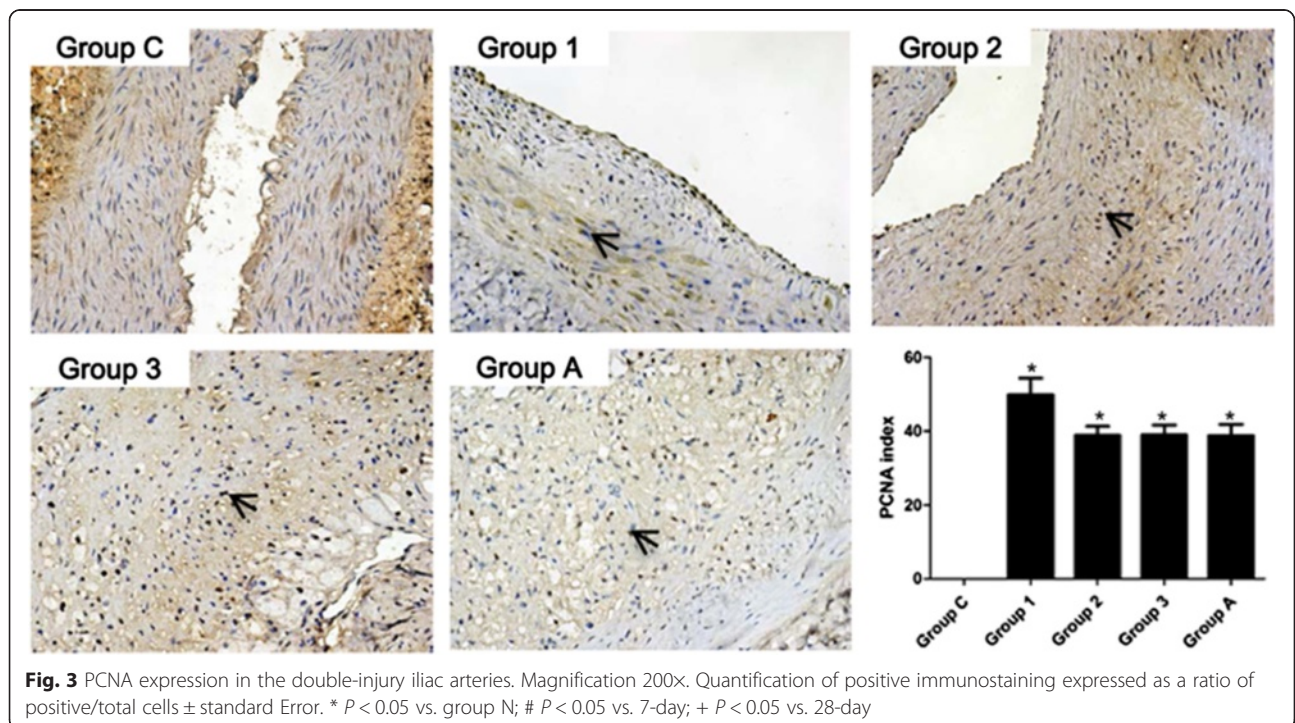 Group C
Group 1
Group 2
Group 3
Group A
60
40
20
0
PCNA index
*
*
*
*
Group C
Group 1
Group 2
Group 3
Group A
Fig. 3 PCNA expression in the double-injury iliac arteries. Magnification 200×. Quantification of positive immunostaining expressed as a ratio of
positive/total cells ± standard Error. * P < 0.05 vs. group N; # P < 0.05 vs. 7-day; + P < 0.05 vs. 28-day